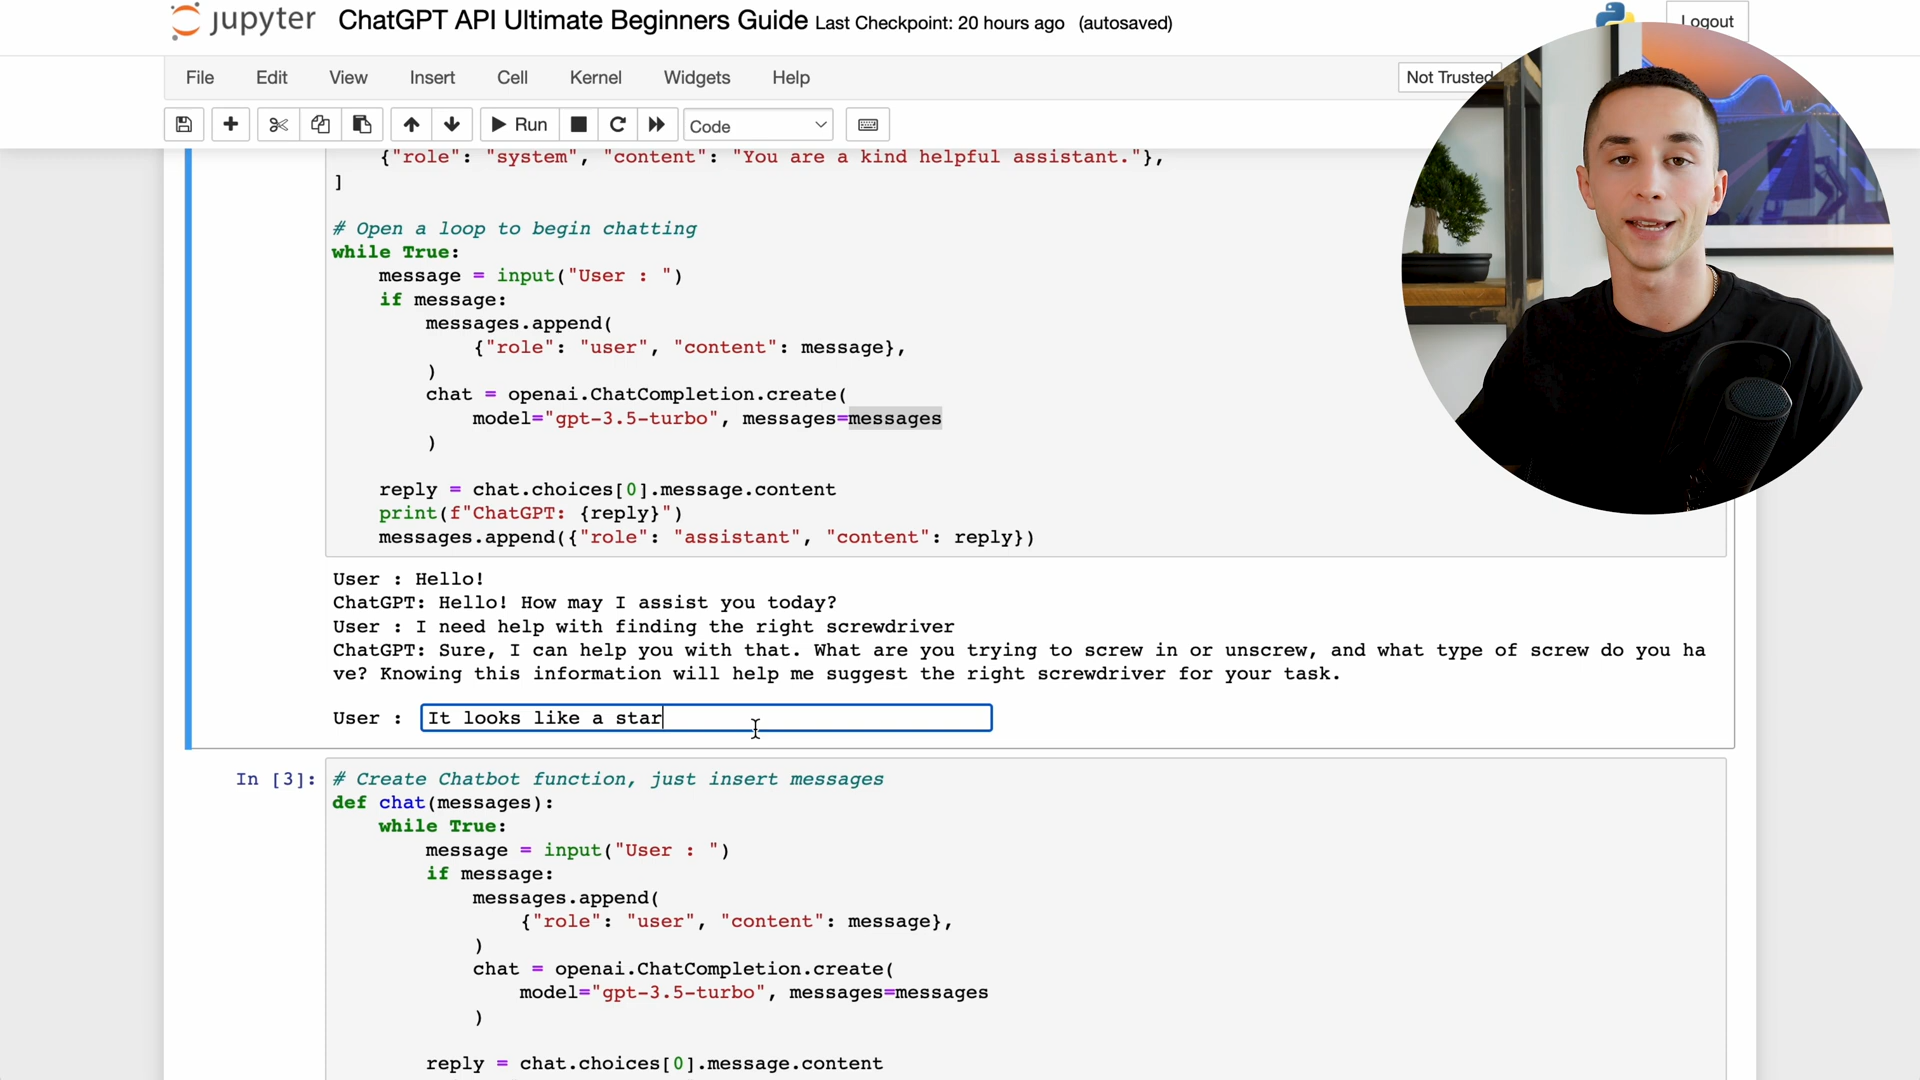 jupyter ChatGPT API Ultimate Beginners Guide Last Checkpoint: 20 hours ago (autosaved) Logout
File Edit View Insert Cell Kernel Widgets Help Not Trusted
Run Code
{"role": "system", "content": "You are a kind helpful assistant."},
]
# Open a loop to begin chatting
while True:
message = input("User : ")
if message:
messages.append(
{"role": "user", "content": message},
)
chat = openai.ChatCompletion.create(
model="gpt-3.5-turbo", messages=messages
)
reply = chat.choices[0].message.content
print(f"ChatGPT: {reply}")
messages.append({"role": "assistant", "content": reply})
User : Hello!
ChatGPT: Hello! How may I assist you today?
User : I need help with finding the right screwdriver
ChatGPT: Sure, I can help you with that. What are you trying to screw in or unscrew, and what type of screw do you ha
ve? Knowing this information will help me suggest the right screwdriver for your task.
User : It looks like a star
In [3]: # Create Chatbot function, just insert messages
def chat(messages):
while True:
message = input("User : ")
if message:
messages.append(
{"role": "user", "content": message},
)
chat = openai.ChatCompletion.create(
model="gpt-3.5-turbo", messages=messages
)
reply = chat.choices[0].message.content